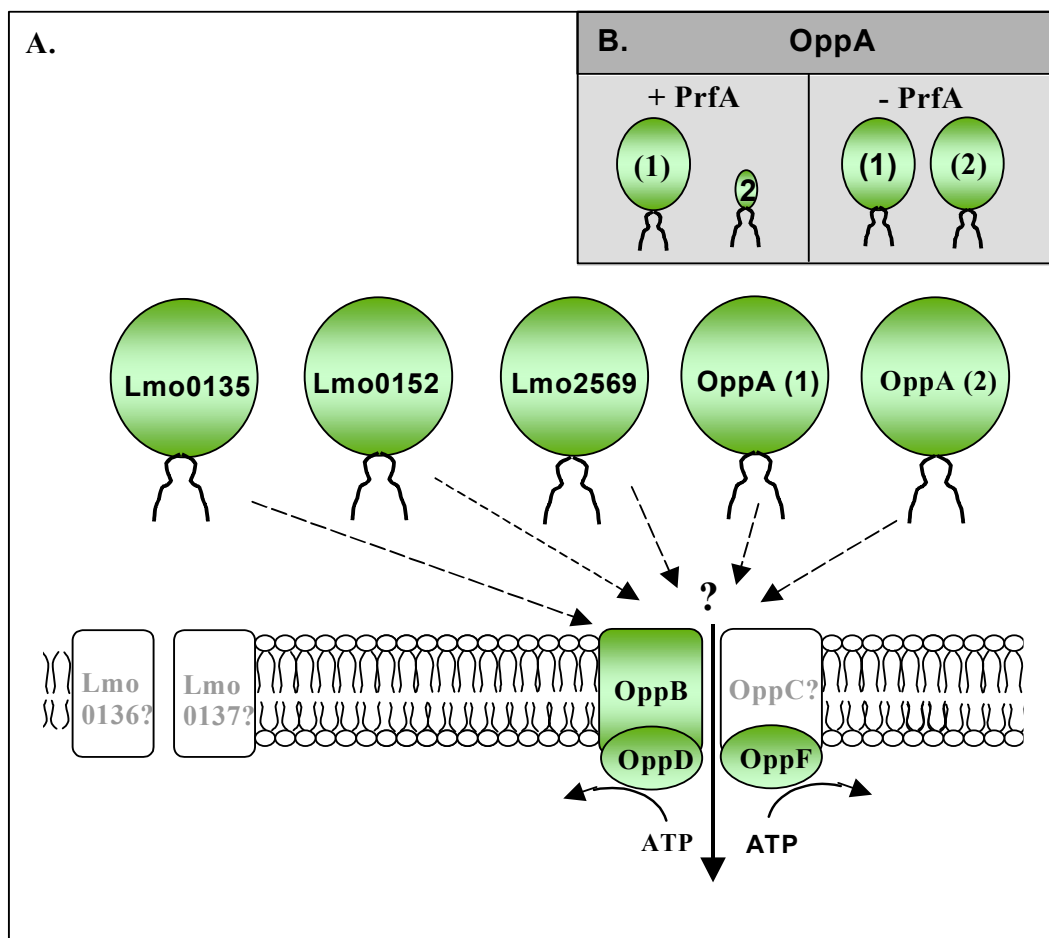 A.
B. OppA
+ PrfA
- PrfA
(1)
2
(1)
(2)
Lmo0135
Lmo0152
Lmo2569
OppA (1)
OppA (2)
?
Lmo
0136?
Lmo
0137?
OppB
OppC?
OppD
OppF
ATP
ATP